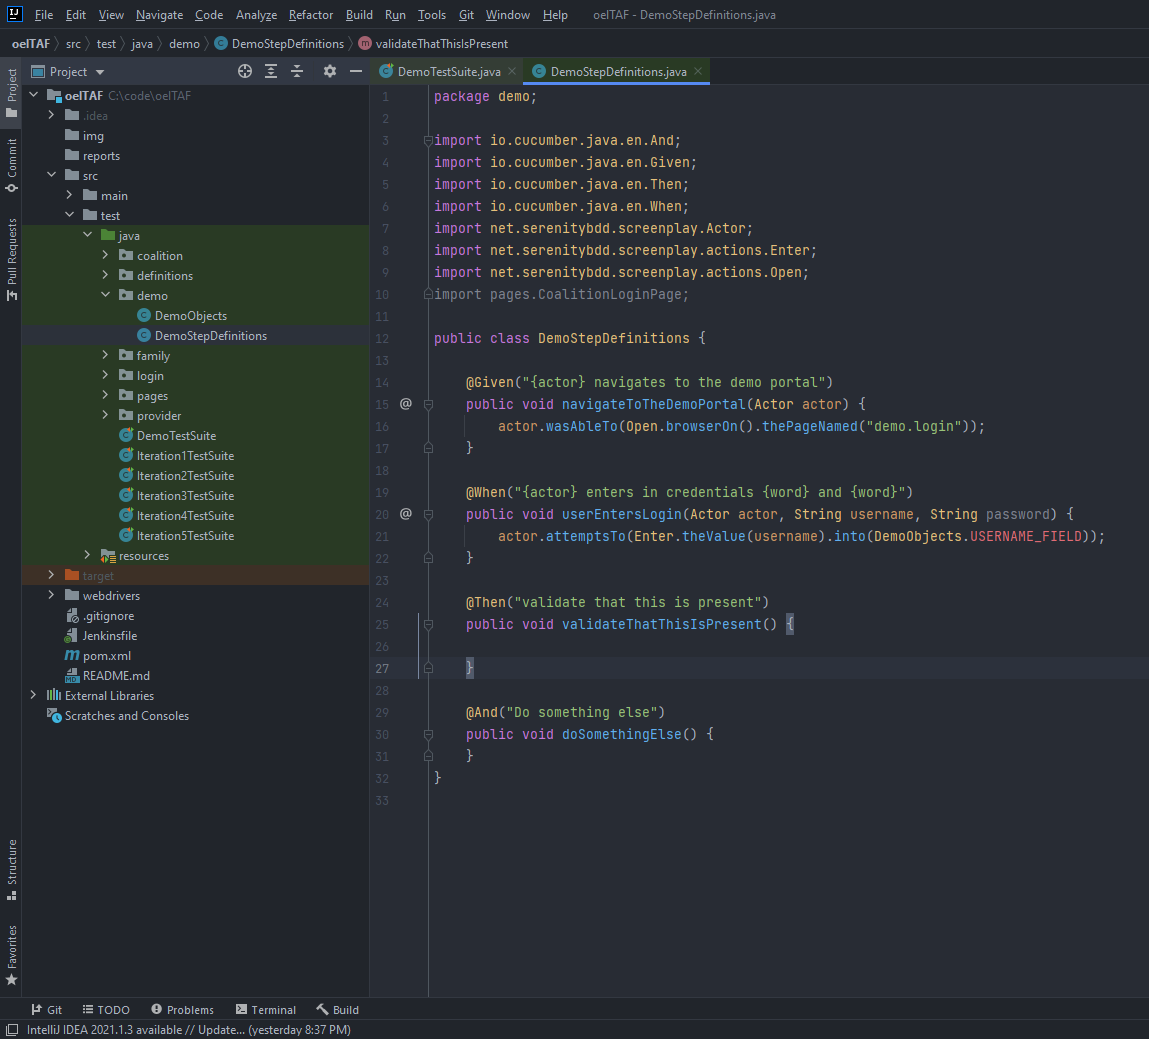 File Edit View Navigate Code Analyze Refactor Build Run Tools Git Window Help oelTAF - DemoStepDefinitions.java
oelTAF src test java demo DemoStepDefinitions validateThatThisIsPresent
Project
DemoTestSuite.java
DemoStepDefinitions.java
Project
Commit
Pull Requests
Structure
Favorites
oelTAF C:\code\oelTAF
.idea
img
reports
src
main
test
java
coalition
definitions
demo
DemoObjects
DemoStepDefinitions
family
login
pages
provider
DemoTestSuite
Iteration1TestSuite
Iteration2TestSuite
Iteration3TestSuite
Iteration4TestSuite
Iteration5TestSuite
resources
target
webdrivers
.gitignore
Jenkinsfile
pom.xml
README.md
External Libraries
Scratches and Consoles
1 package demo;
2
3 import io.cucumber.java.en.And;
4 import io.cucumber.java.en.Given;
5 import io.cucumber.java.en.Then;
6 import io.cucumber.java.en.When;
7 import net.serenitybdd.screenplay.Actor;
8 import net.serenitybdd.screenplay.actions.Enter;
9 import net.serenitybdd.screenplay.actions.Open;
10 import pages.CoalitionLoginPage;
11
12 public class DemoStepDefinitions {
13
14 @Given("{actor} navigates to the demo portal")
15 @ public void navigateToTheDemoPortal(Actor actor) {
16 actor.wasAbleTo(Open.browserOn().thePageNamed("demo.login"));
17 }
18
19 @When("{actor} enters in credentials {word} and {word}")
20 @ public void userEntersLogin(Actor actor, String username, String password) {
21 actor.attemptsTo(Enter.theValue(username).into(DemoObjects.USERNAME_FIELD));
22 }
23
24 @Then("validate that this is present")
25 public void validateThatThisIsPresent() {
26
27 }
28
29 @And("Do something else")
30 public void doSomethingElse() {
31 }
32 }
33
Git TODO Problems Terminal Build
IntelliJ IDEA 2021.1.3 available // Update... (yesterday 8:37 PM)